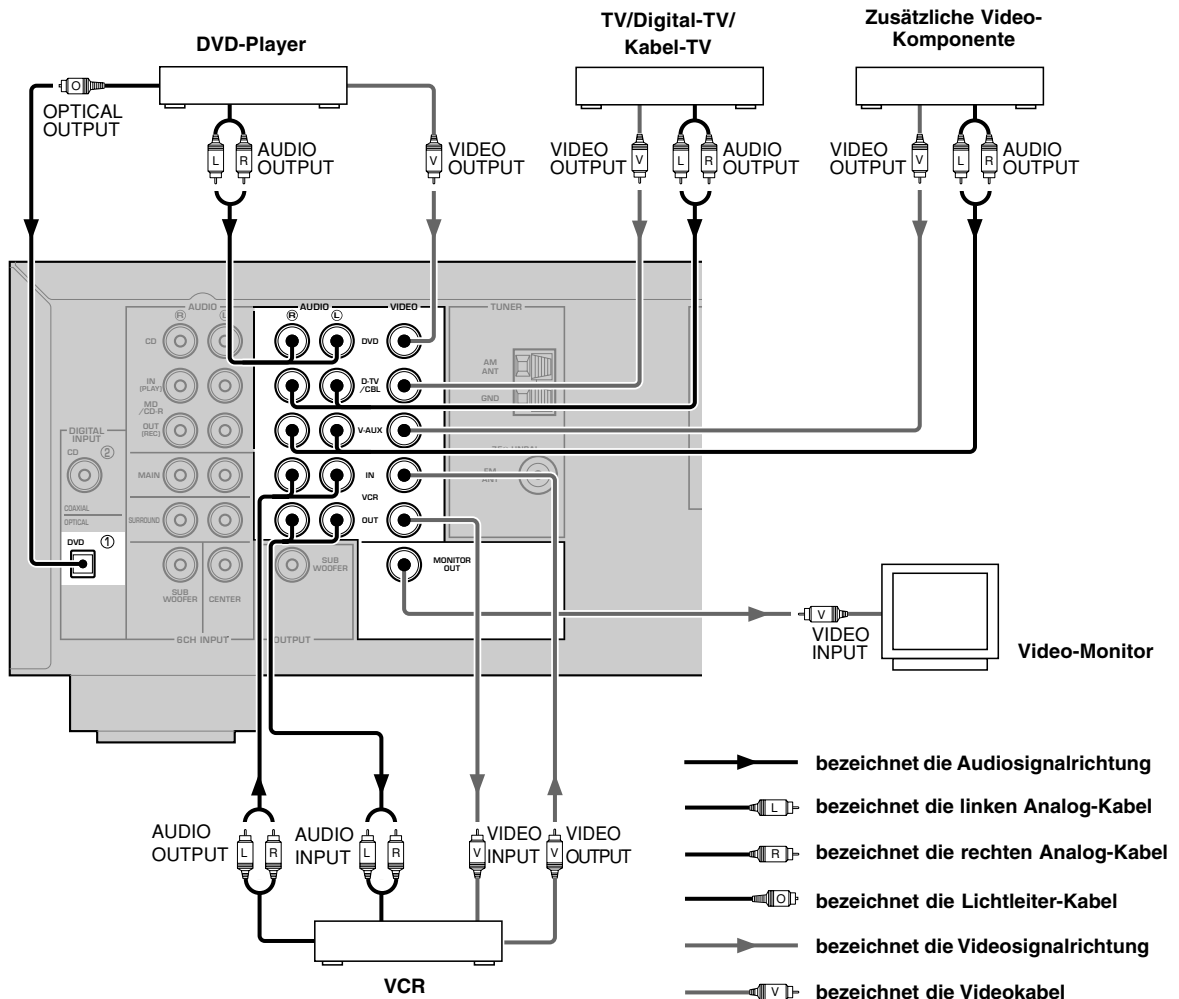 DVD-Player
TV/Digital-TV/
Kabel-TV
Zusätzliche Video-
Komponente
O
OPTICAL
OUTPUT
L
R
AUDIO
OUTPUT
V
VIDEO
OUTPUT
VIDEO
OUTPUT
V
L
R
AUDIO
OUTPUT
VIDEO
OUTPUT
V
L
R
AUDIO
OUTPUT
AUDIO
R
L
CD
IN
(PLAY)
MD
/CD-R
OUT
(REC)
MAIN
SURROUND
SUB
WOOFER
CENTER
6CH INPUT
DIGITAL
INPUT
CD
2
COAXIAL
OPTICAL
DVD
1
AUDIO
VIDEO
R
L
DVD
D-TV
/CBL
V-AUX
IN
VCR
OUT
SUB
WOOFER
OUTPUT
MONITOR
OUT
TUNER
AM
ANT
GND
FM
ANT
V
VIDEO
INPUT
Video-Monitor
AUDIO
OUTPUT
L
R
AUDIO
INPUT
L
R
V
VIDEO
INPUT
V
VIDEO
OUTPUT
VCR
bezeichnet die Audiosignalrichtung
L
bezeichnet die linken Analog-Kabel
R
bezeichnet die rechten Analog-Kabel
O
bezeichnet die Lichtleiter-Kabel
bezeichnet die Videosignalrichtung
V
bezeichnet die Videokabel